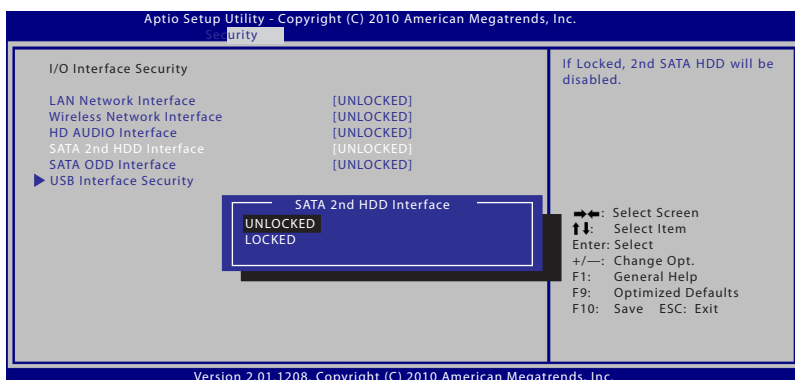 Aptio Setup Utility - Copyright (C) 2010 American Megatrends, Inc.
Security
I/O Interface Security
LAN Network Interface [UNLOCKED]
Wireless Network Interface [UNLOCKED]
HD AUDIO Interface [UNLOCKED]
SATA 2nd HDD Interface [UNLOCKED]
SATA ODD Interface [UNLOCKED]
USB Interface Security
SATA 2nd HDD Interface
UNLOCKED
LOCKED
If Locked, 2nd SATA HDD will be
disabled.
→←: Select Screen
↑↓: Select Item
Enter: Select
+/—: Change Opt.
F1: General Help
F9: Optimized Defaults
F10: Save ESC: Exit
Version 2.01.1208. Copyright (C) 2010 American Megatrends, Inc.